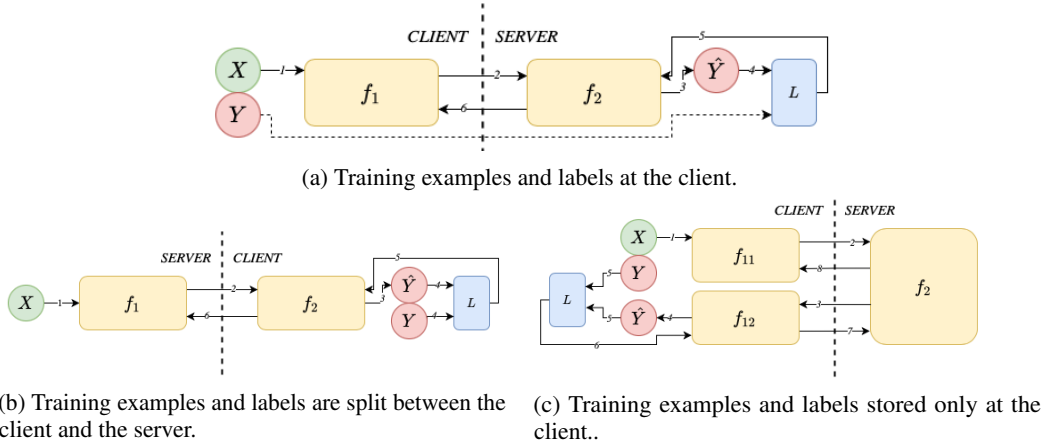 CLIENT SERVER
X 1 f1 2 f2 3 Ŷ 4 L 5
Y 6
(a) Training examples and labels at the client.
SERVER CLIENT
X 1 f1 2 f2 3 Ŷ 4 L 5
6 Y 4
(b) Training examples and labels are split between the
client and the server.
CLIENT SERVER
X 1 f11 2 f2
Y 5 8
L 3
Ŷ 5 4 f12 7
6
(c) Training examples and labels stored only at the
client..